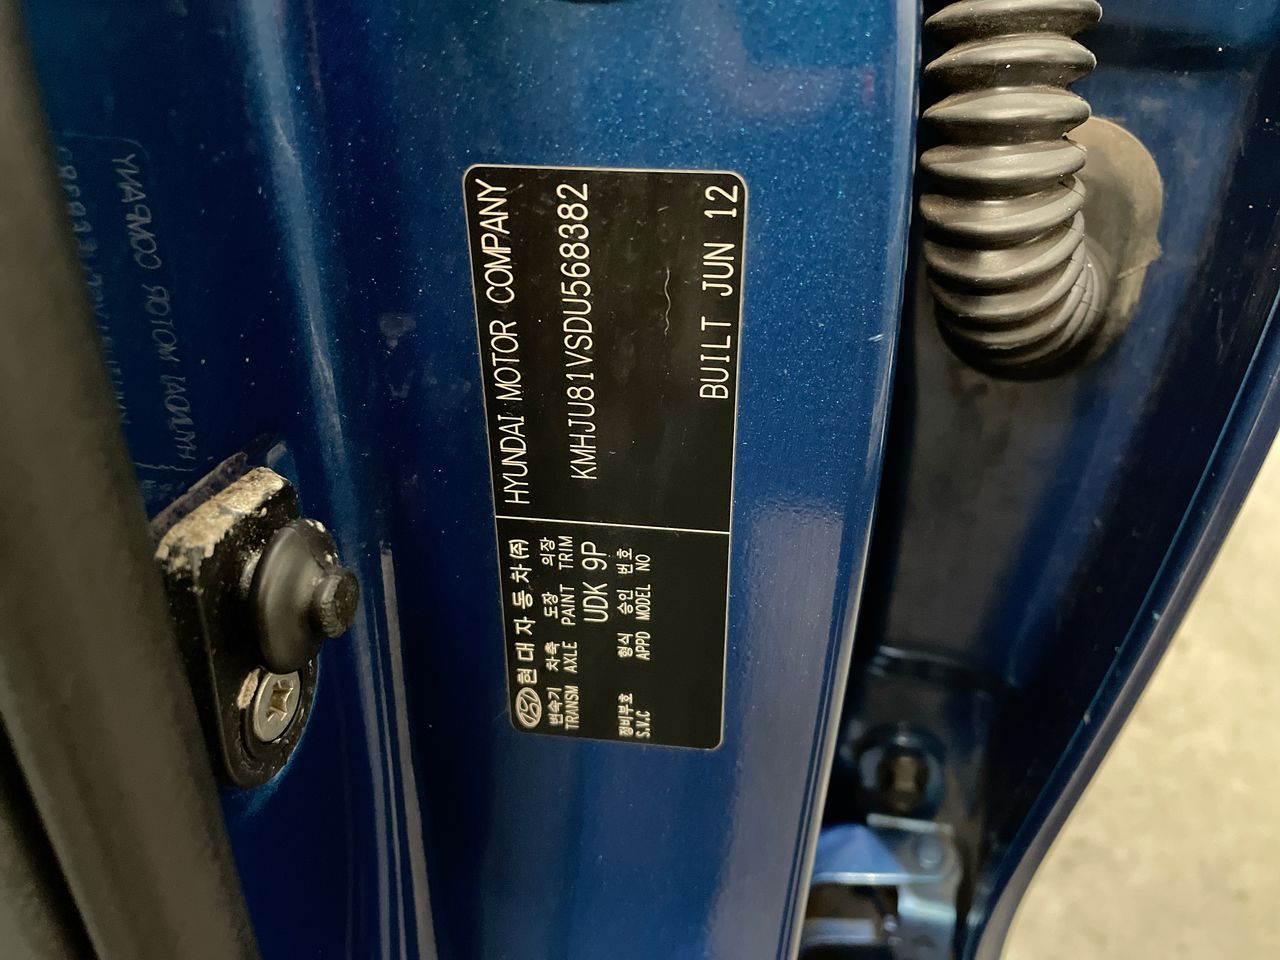 현대자동차(주) HYUNDAI MOTOR COMPANY
변속기 차축 도장 의장
TRANSM AXLE PAINT TRIM
KMHJU81VSDU568382
UDK 9P
정비부호 형식 승인 번호
S.V.C APPD MODEL NO
BUILT JUN 12